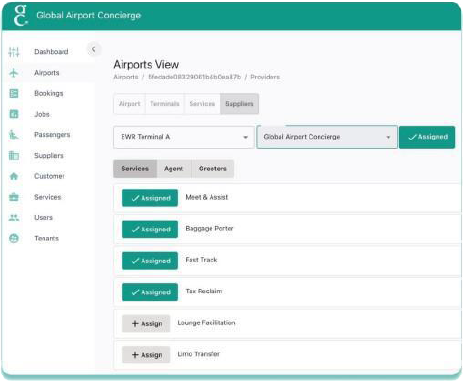 gc.
Global Airport Concierge
Dashboard
Airports
Bookings
Jobs
Passengers
Suppliers
Customer
Services
Users
Tenants
Airports View
Airports / / Providers
Airport Terminals Services Suppliers
EWR Terminal A
Global Airport Concierge
Assigned
Services Agent Greeters
Assigned Meet & Assist
Assigned Baggage Porter
Assigned Fast Track
Assigned Tax Reclaim
+ Assign Lounge Facilitation
+ Assign Limo Transfer